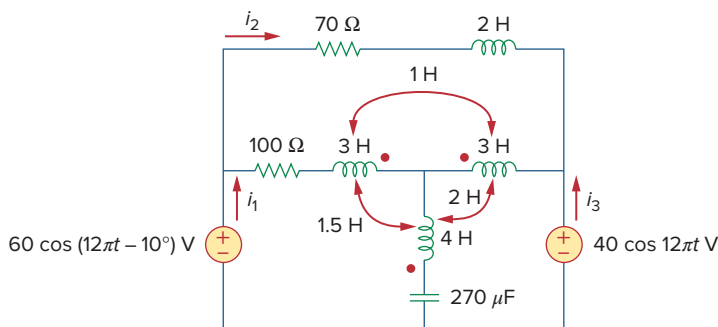 i₂
70 Ω
2 H
1 H
100 Ω
3 H
3 H
i₁
2 H
i₃
1.5 H
4 H
60 cos (12πt – 10°) V
+
–
+
–
40 cos 12πt V
270 μF